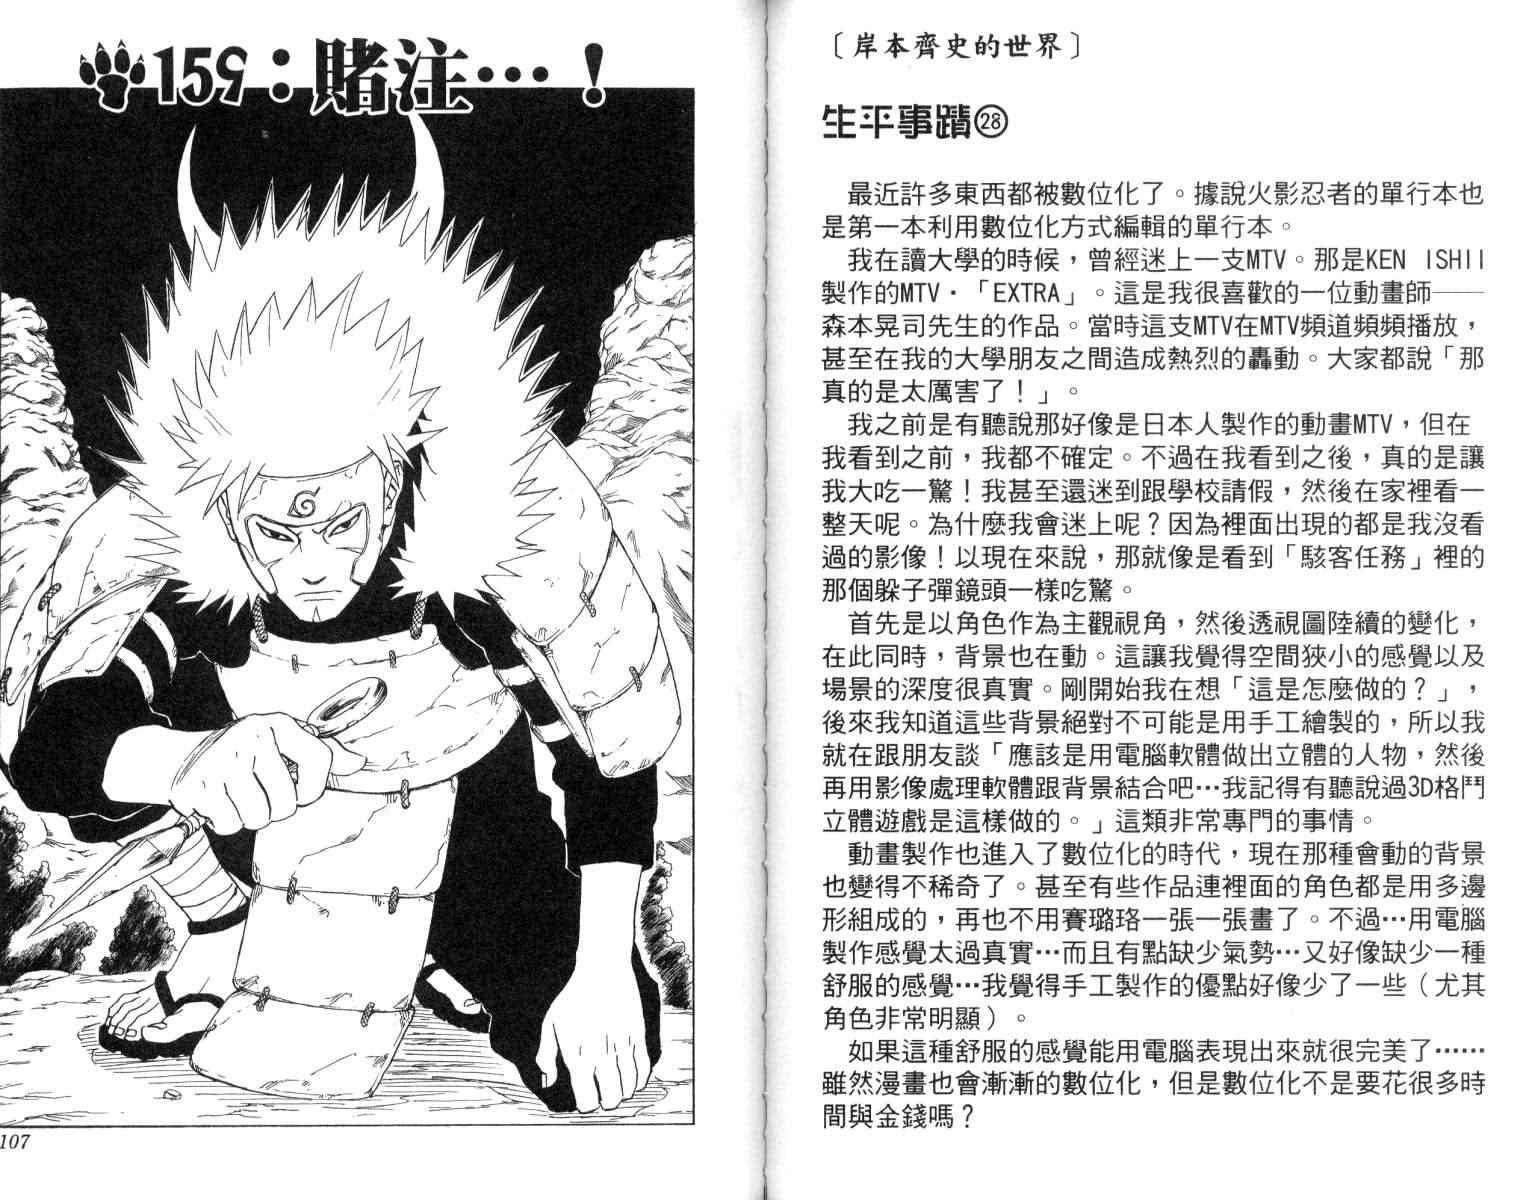 159：賭注…！
107
〔岸本齊史的世界〕
生平事蹟㉘
最近許多東西都被數位化了。據說火影忍者的單行本也
是第一本利用數位化方式編輯的單行本。
我在讀大學的時候，曾經迷上一支MTV。那是KEN ISHII
製作的MTV・「EXTRA」。這是我很喜歡的一位動畫師──
森本晃司先生的作品。當時這支MTV在MTV頻道頻頻播放，
甚至在我的大學朋友之間造成熱烈的轟動。大家都說「那
真的是太厲害了！」。
我之前是有聽說那好像是日本人製作的動畫MTV，但在
我看到之前，我都不確定。不過在我看到之後，真的是讓
我大吃一驚！我甚至還迷到跟學校請假，然後在家裡看一
整天呢。為什麼我會迷上呢？因為裡面出現的都是我沒看
過的影像！以現在來說，那就像是看到「駭客任務」裡的
那個躲子彈鏡頭一樣吃驚。
首先是以角色作為主觀視角，然後透視圖陸續的變化，
在此同時，背景也在動。這讓我覺得空間狹小的感覺以及
場景的深度很真實。剛開始我在想「這是怎麼做的？」，
後來我知道這些背景絕對不可能是用手工繪製的，所以我
就在跟朋友談「應該是用電腦軟體做出立體的人物，然後
再用影像處理軟體跟背景結合吧…我記得有聽說過3D格鬥
立體遊戲是這樣做的。」這類非常專門的事情。
動畫製作也進入了數位化的時代，現在那種會動的背景
也變得不稀奇了。甚至有些作品連裡面的角色都是用多邊
形組成的，再也不用賽璐珞一張一張畫了。不過…用電腦
製作感覺太過真實…而且有點缺少氣勢…又好像缺少一種
舒服的感覺…我覺得手工製作的優點好像少了一些（尤其
角色非常明顯）。
如果這種舒服的感覺能用電腦表現出來就很完美了……
雖然漫畫也會漸漸的數位化，但是數位化不是要花很多時
間與金錢嗎？